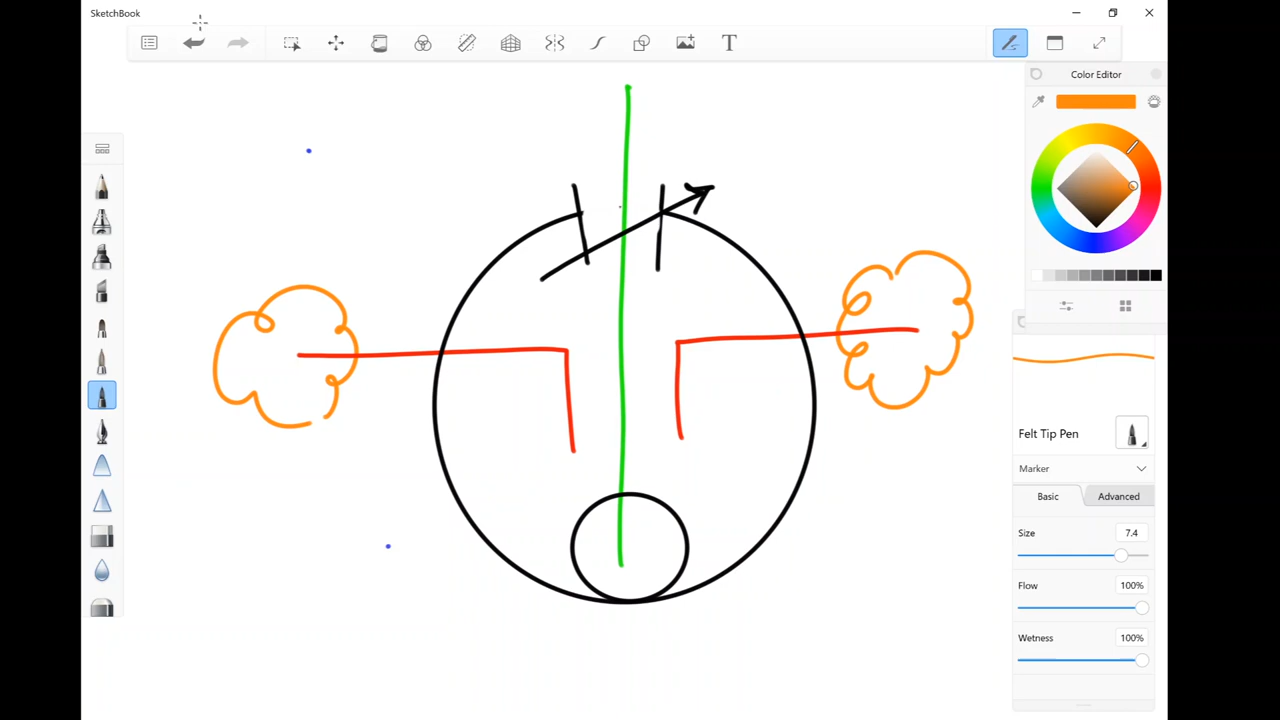 SketchBook
T
Color Editor
Felt Tip Pen
Marker
Basic
Advanced
Size
7.4
Flow
100%
Wetness
100%